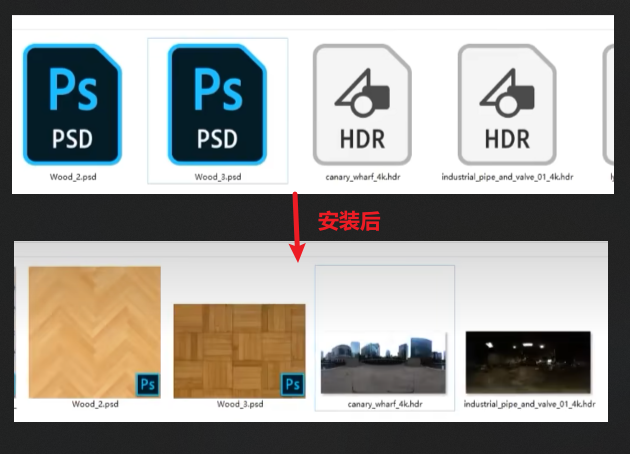 Ps
PSD
Ps
PSD
HDR
HDR
Wood_2.psd
Wood_3.psd
canary_wharf_4k.hdr
industrial_pipe_and_valve_01_4k.hdr
安装后
Ps
Ps
Wood_2.psd
Wood_3.psd
canary_wharf_4k.hdr
industrial_pipe_and_valve_01_4k.hdr